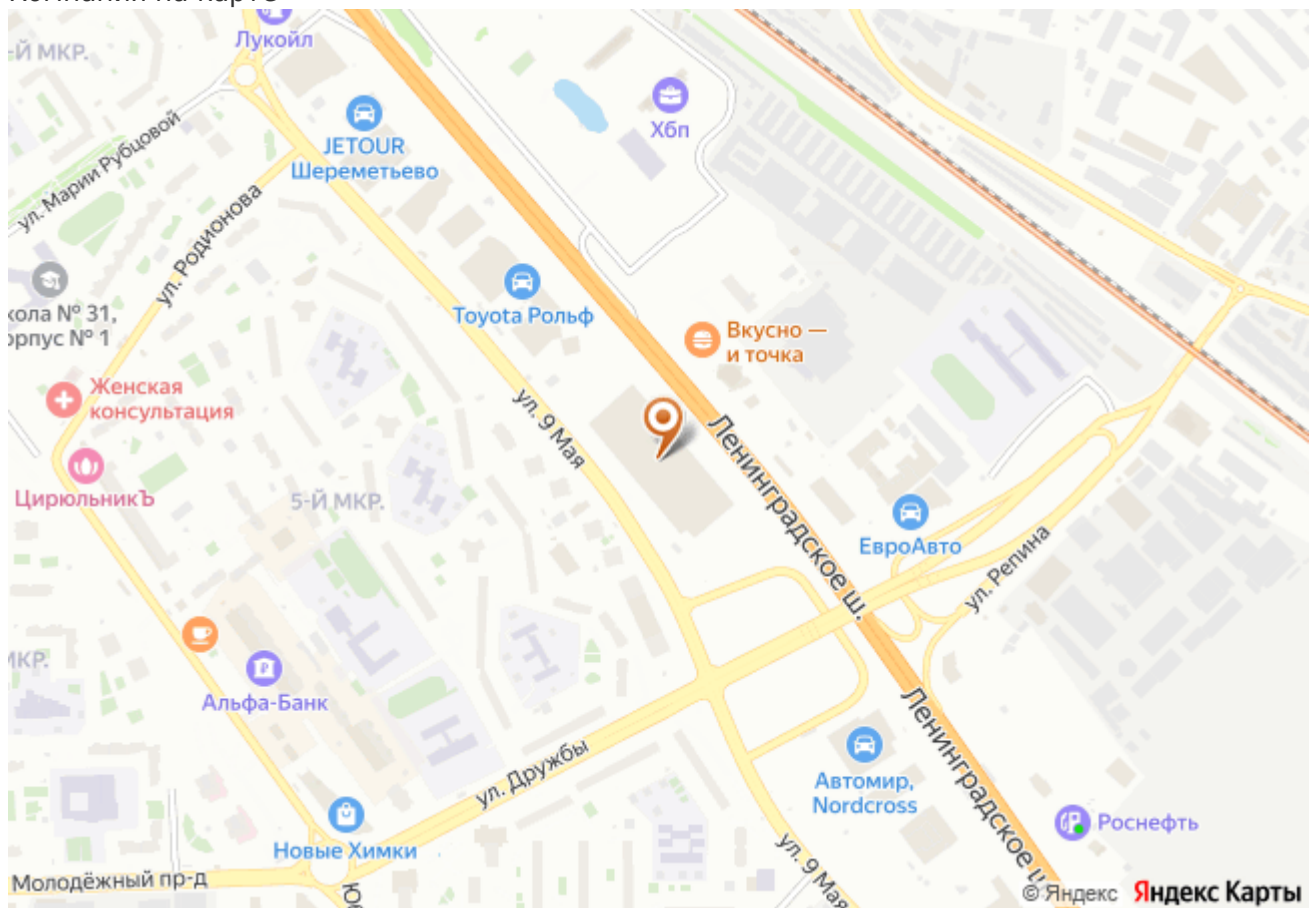 Лукойл
-Й МКР.
Хбп
JETOUR
Шереметьево
ул. Марии Рубцовой
ул. Родионова
Toyota Рольф
кола № 31,
орпус № 1
Вкусно —
и точка
Женская
консультация
ул. 9 Мая
Ленинградское ш.
ЦирюльникЪ
5-Й МКР.
ЕвроАвто
ул. Репина
МКР.
Альфа-Банк
Ленинградское ш
ул. Дружбы
Автомир,
Nordcross
Роснефть
Новые Химки
ул. 9 Мая
Молодёжный пр-д
© Яндекс Яндекс Карты